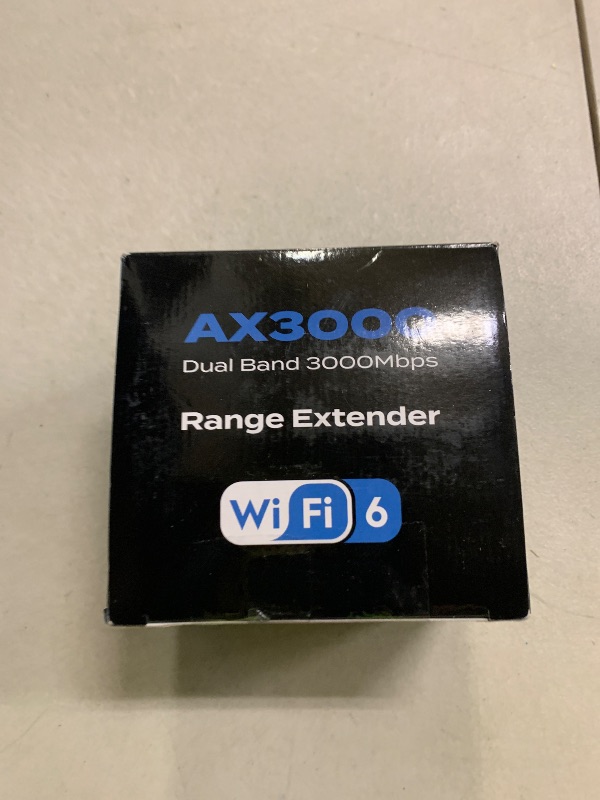 AX3000
Dual Band 3000Mbps
Range Extender
Wi Fi 6